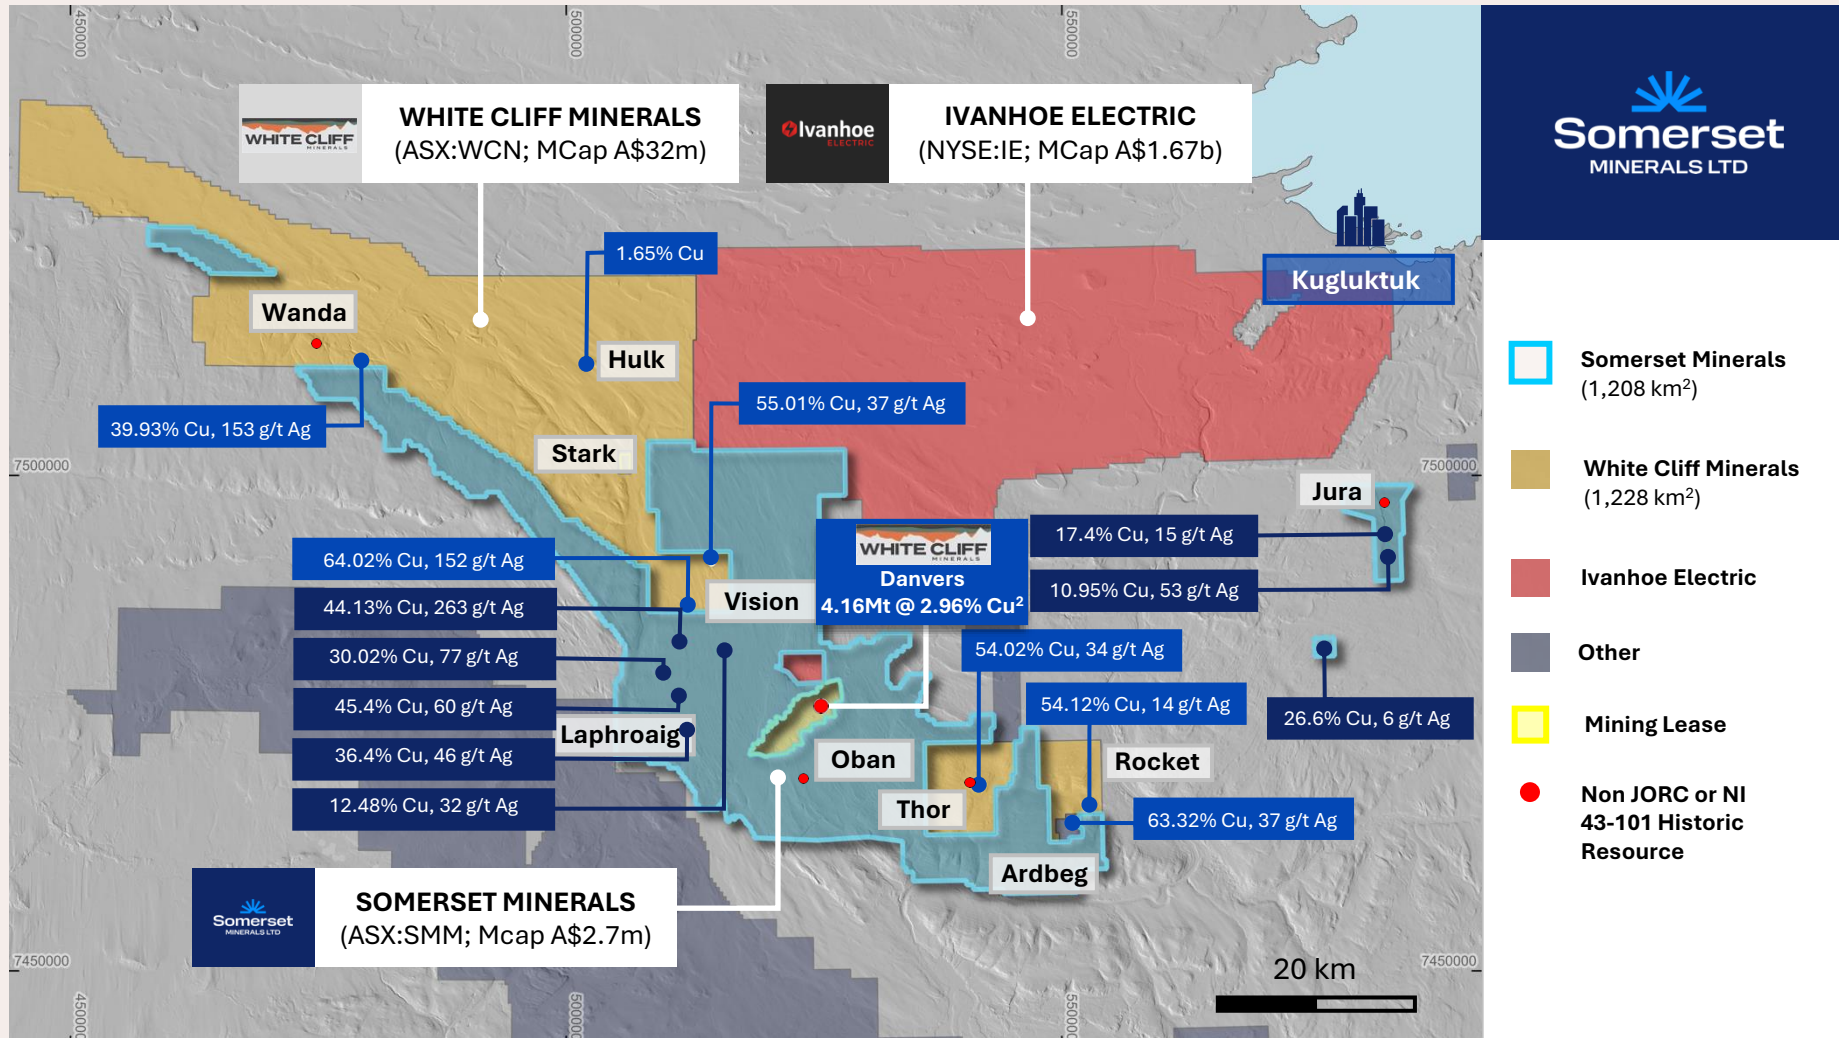 450000
500000
550000
WHITE CLIFF
MINERALS
WHITE CLIFF MINERALS
(ASX:WCN; MCap A$32m)
Ivanhoe
ELECTRIC
IVANHOE ELECTRIC
(NYSE:IE; MCap A$1.67b)
Somerset
MINERALS LTD
1.65% Cu
Kugluktuk
Wanda
Hulk
39.93% Cu, 153 g/t Ag
55.01% Cu, 37 g/t Ag
Stark
7500000
7500000
Jura
WHITE CLIFF
MINERALS
Danvers
4.16Mt @ 2.96% Cu²
17.4% Cu, 15 g/t Ag
10.95% Cu, 53 g/t Ag
64.02% Cu, 152 g/t Ag
44.13% Cu, 263 g/t Ag
30.02% Cu, 77 g/t Ag
45.4% Cu, 60 g/t Ag
36.4% Cu, 46 g/t Ag
12.48% Cu, 32 g/t Ag
Vision
Laphroaig
54.02% Cu, 34 g/t Ag
54.12% Cu, 14 g/t Ag
26.6% Cu, 6 g/t Ag
Oban
Rocket
Thor
63.32% Cu, 37 g/t Ag
Ardbeg
Somerset
MINERALS LTD
SOMERSET MINERALS
(ASX:SMM; Mcap A$2.7m)
7450000
7450000
20 km
450000
500000
550000
Somerset Minerals
(1,208 km²)
White Cliff Minerals
(1,228 km²)
Ivanhoe Electric
Other
Mining Lease
Non JORC or NI
43-101 Historic
Resource